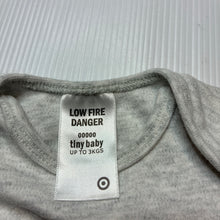 LOW FIRE
DANGER
00000
tiny baby
UP TO 3KGS